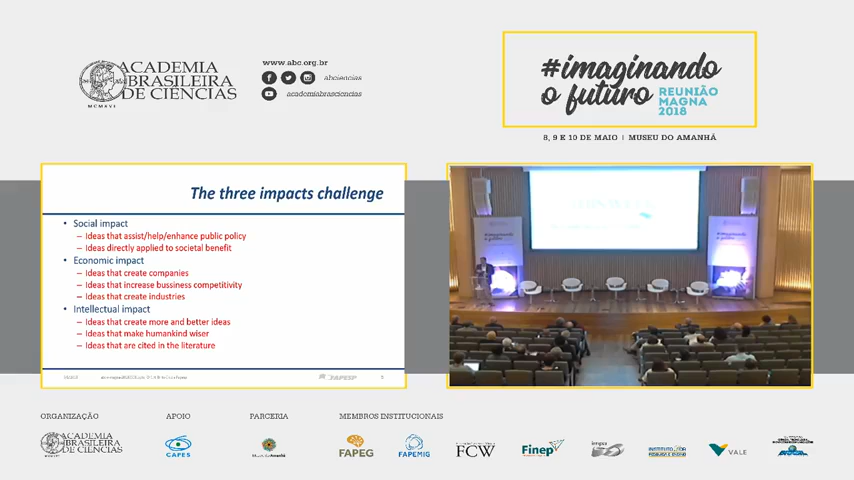 ACADEMIA
BRASILEIRA
DE CIÊNCIAS
MCMXVI
www.abc.org.br
abciencias
academiabrasciencias
#imaginando
o futuro
REUNIÃO
MAGNA
2018
8, 9 E 10 DE MAIO | MUSEU DO AMANHÃ
The three impacts challenge
• Social impact
– Ideas that assist/help/enhance public policy
– Ideas directly applied to societal benefit
• Economic impact
– Ideas that create companies
– Ideas that increase bussiness competitivity
– Ideas that create industries
• Intellectual impact
– Ideas that create more and better ideas
– Ideas that make humankind wiser
– Ideas that are cited in the literature
FAPESP
#imaginando
o futuro
#imaginando
o futuro
ORGANIZAÇÃO
APOIO
PARCERIA
MEMBROS INSTITUCIONAIS
ACADEMIA
BRASILEIRA
DE CIÊNCIAS
CAPES
FAPEG
FAPEMIG
FCW
Finep
VALE